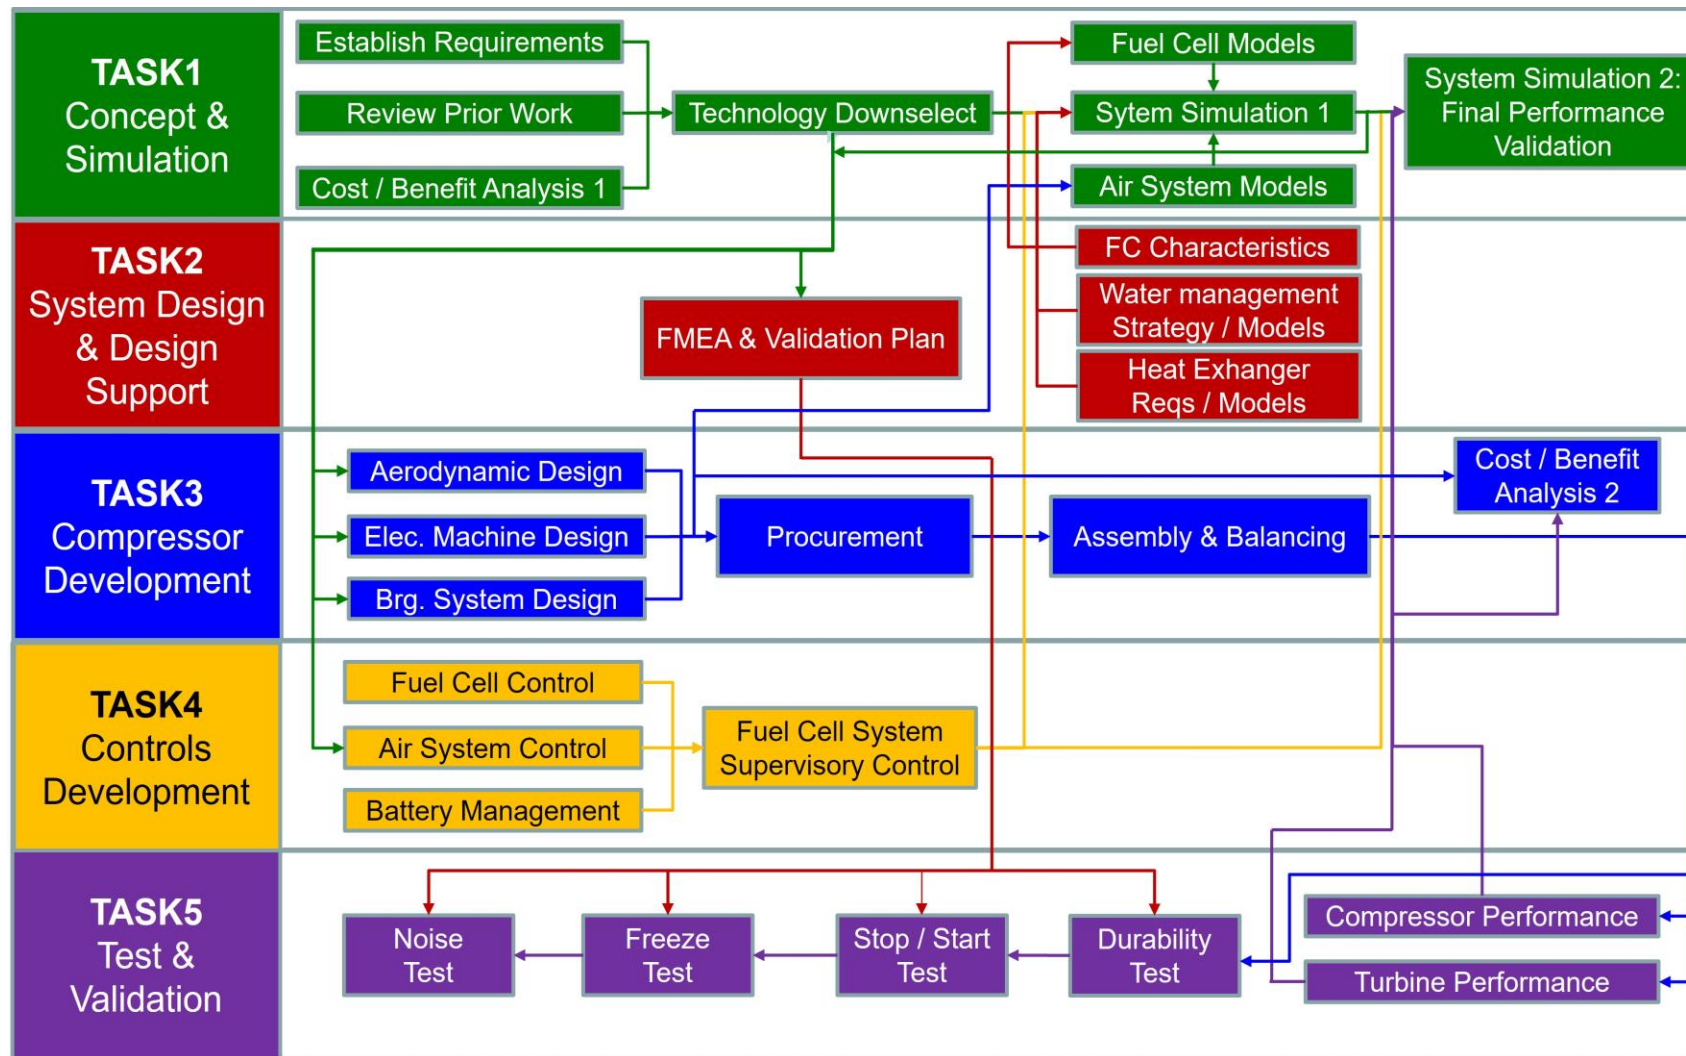 TASK1
Concept &
Simulation
Establish Requirements
Review Prior Work
Cost / Benefit Analysis 1
Technology Downselect
Fuel Cell Models
Sytem Simulation 1
Air System Models
System Simulation 2:
Final Performance
Validation
TASK2
System Design
& Design
Support
FMEA & Validation Plan
FC Characteristics
Water management
Strategy / Models
Heat Exhanger
Reqs / Models
TASK3
Compressor
Development
Aerodynamic Design
Elec. Machine Design
Brg. System Design
Procurement
Assembly & Balancing
Cost / Benefit
Analysis 2
TASK4
Controls
Development
Fuel Cell Control
Air System Control
Battery Management
Fuel Cell System
Supervisory Control
TASK5
Test &
Validation
Noise
Test
Freeze
Test
Stop / Start
Test
Durability
Test
Compressor Performance
Turbine Performance